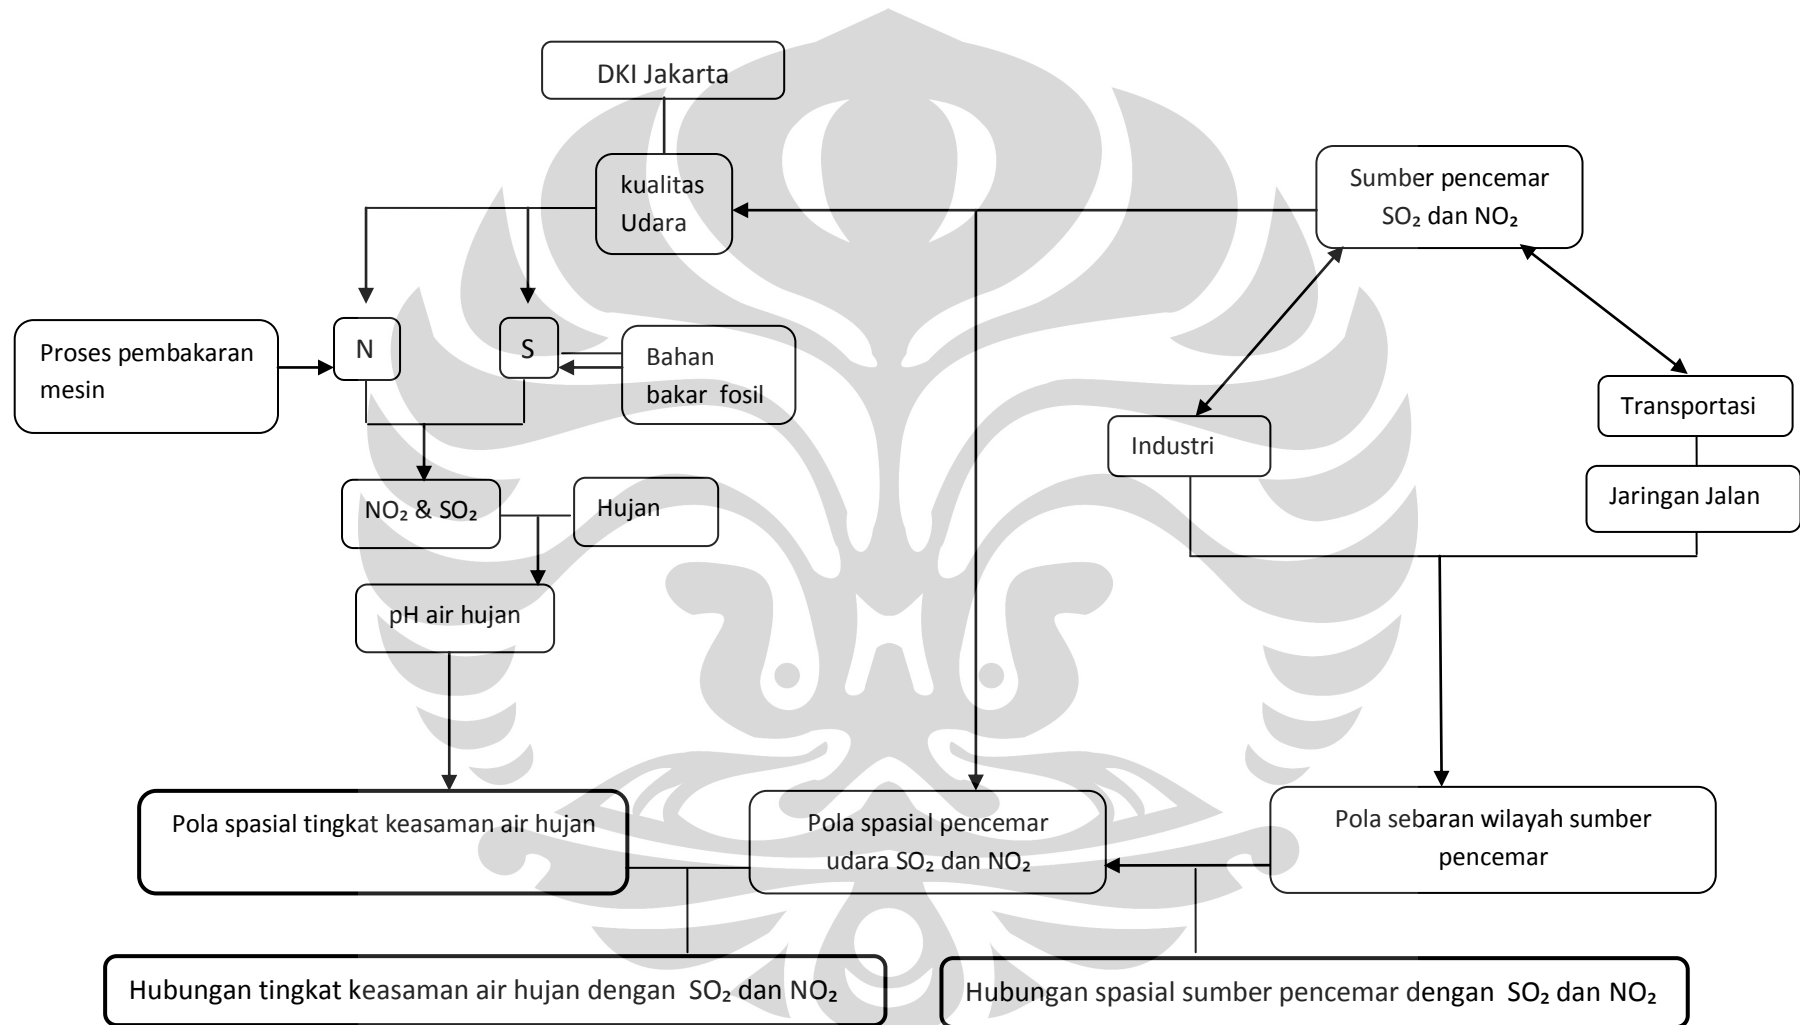 DKI Jakarta
kualitas
Udara
Sumber pencemar
SO₂ dan NO₂
Proses pembakaran
mesin
N
S
Bahan
bakar fosil
Transportasi
Industri
Jaringan Jalan
NO₂ & SO₂
Hujan
pH air hujan
Pola spasial tingkat keasaman air hujan
Pola spasial pencemar
udara SO₂ dan NO₂
Pola sebaran wilayah sumber
pencemar
Hubungan tingkat keasaman air hujan dengan SO₂ dan NO₂
Hubungan spasial sumber pencemar dengan SO₂ dan NO₂